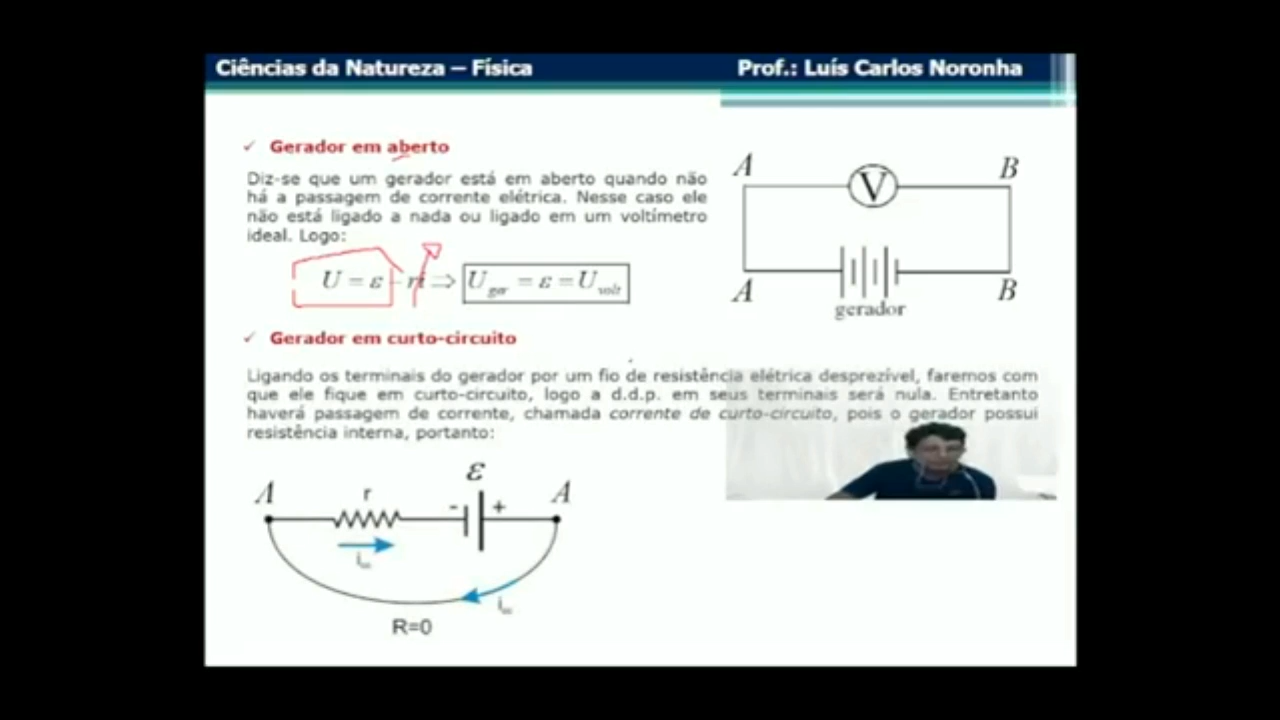 Ciências da Natureza – Física
Prof.: Luís Carlos Noronha
✓ Gerador em aberto
Diz-se que um gerador está em aberto quando não
há a passagem de corrente elétrica. Nesse caso ele
não está ligado a nada ou ligado em um voltímetro
ideal. Logo:
U = ε - ri ⇒ U ger = ε = U volt
A
V
B
A
B
gerador
✓ Gerador em curto-circuito
Ligando os terminais do gerador por um fio de resistência elétrica desprezível, faremos com
que ele fique em curto-circuito, logo a d.d.p. em seus terminais será nula. Entretanto
haverá passagem de corrente, chamada corrente de curto-circuito, pois o gerador possui
resistência interna, portanto:
ε
A
r
- +
A
i
i
R=0